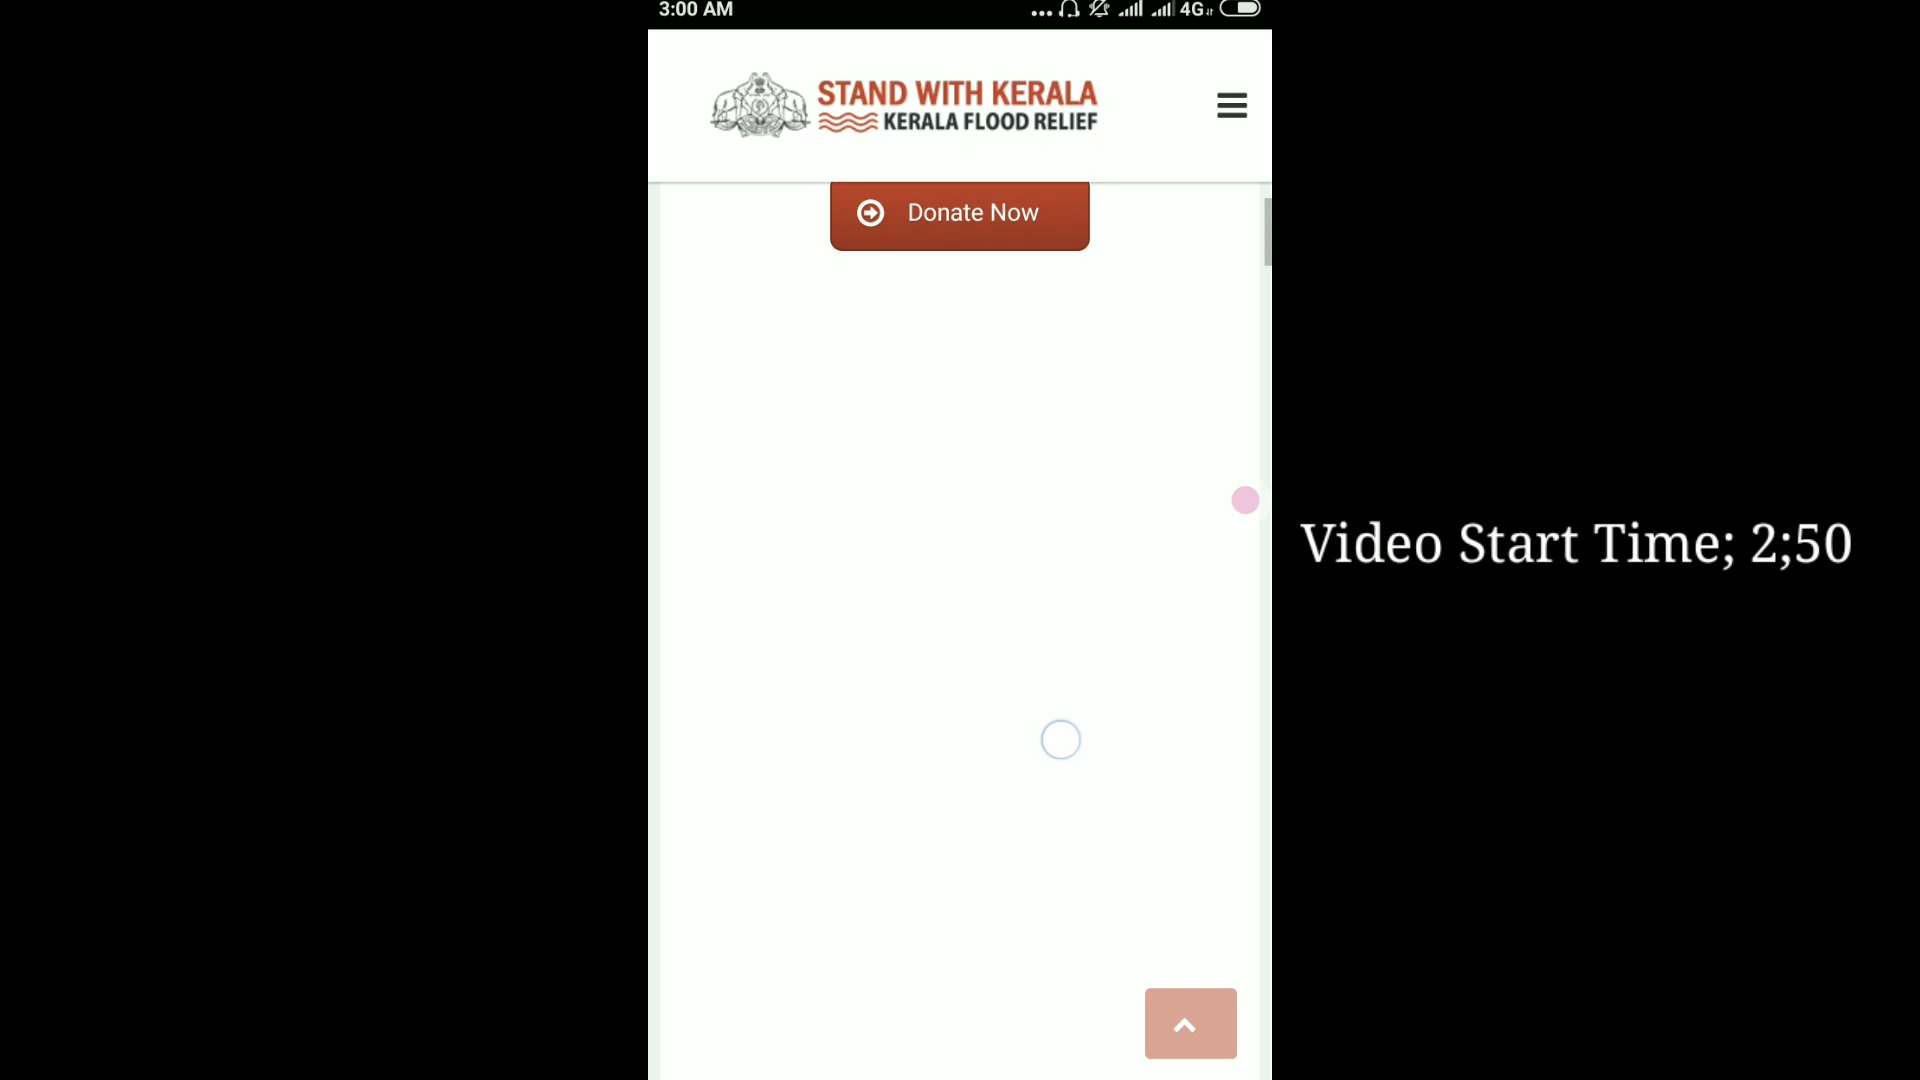 3:00 AM
4G
STAND WITH KERALA
KERALA FLOOD RELIEF
Donate Now
Video Start Time; 2;50